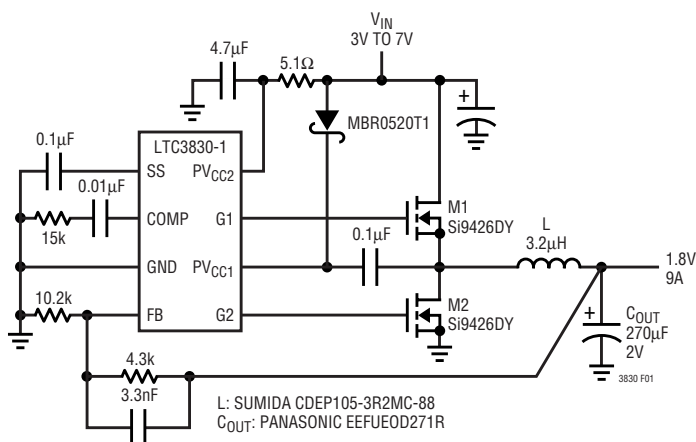 V_IN
3V TO 7V
4.7μF
5.1Ω
+
MBR0520T1
0.1μF
LTC3830-1
SS
PV_CC2
0.01μF
COMP
G1
M1
Si9426DY
15k
0.1μF
L
3.2μH
GND
PV_CC1
1.8V
9A
10.2k
FB
G2
M2
Si9426DY
+
C_OUT
270μF
2V
4.3k
3.3nF
3830 F01
L: SUMIDA CDEP105-3R2MC-88
C_OUT: PANASONIC EEFUEOD271R